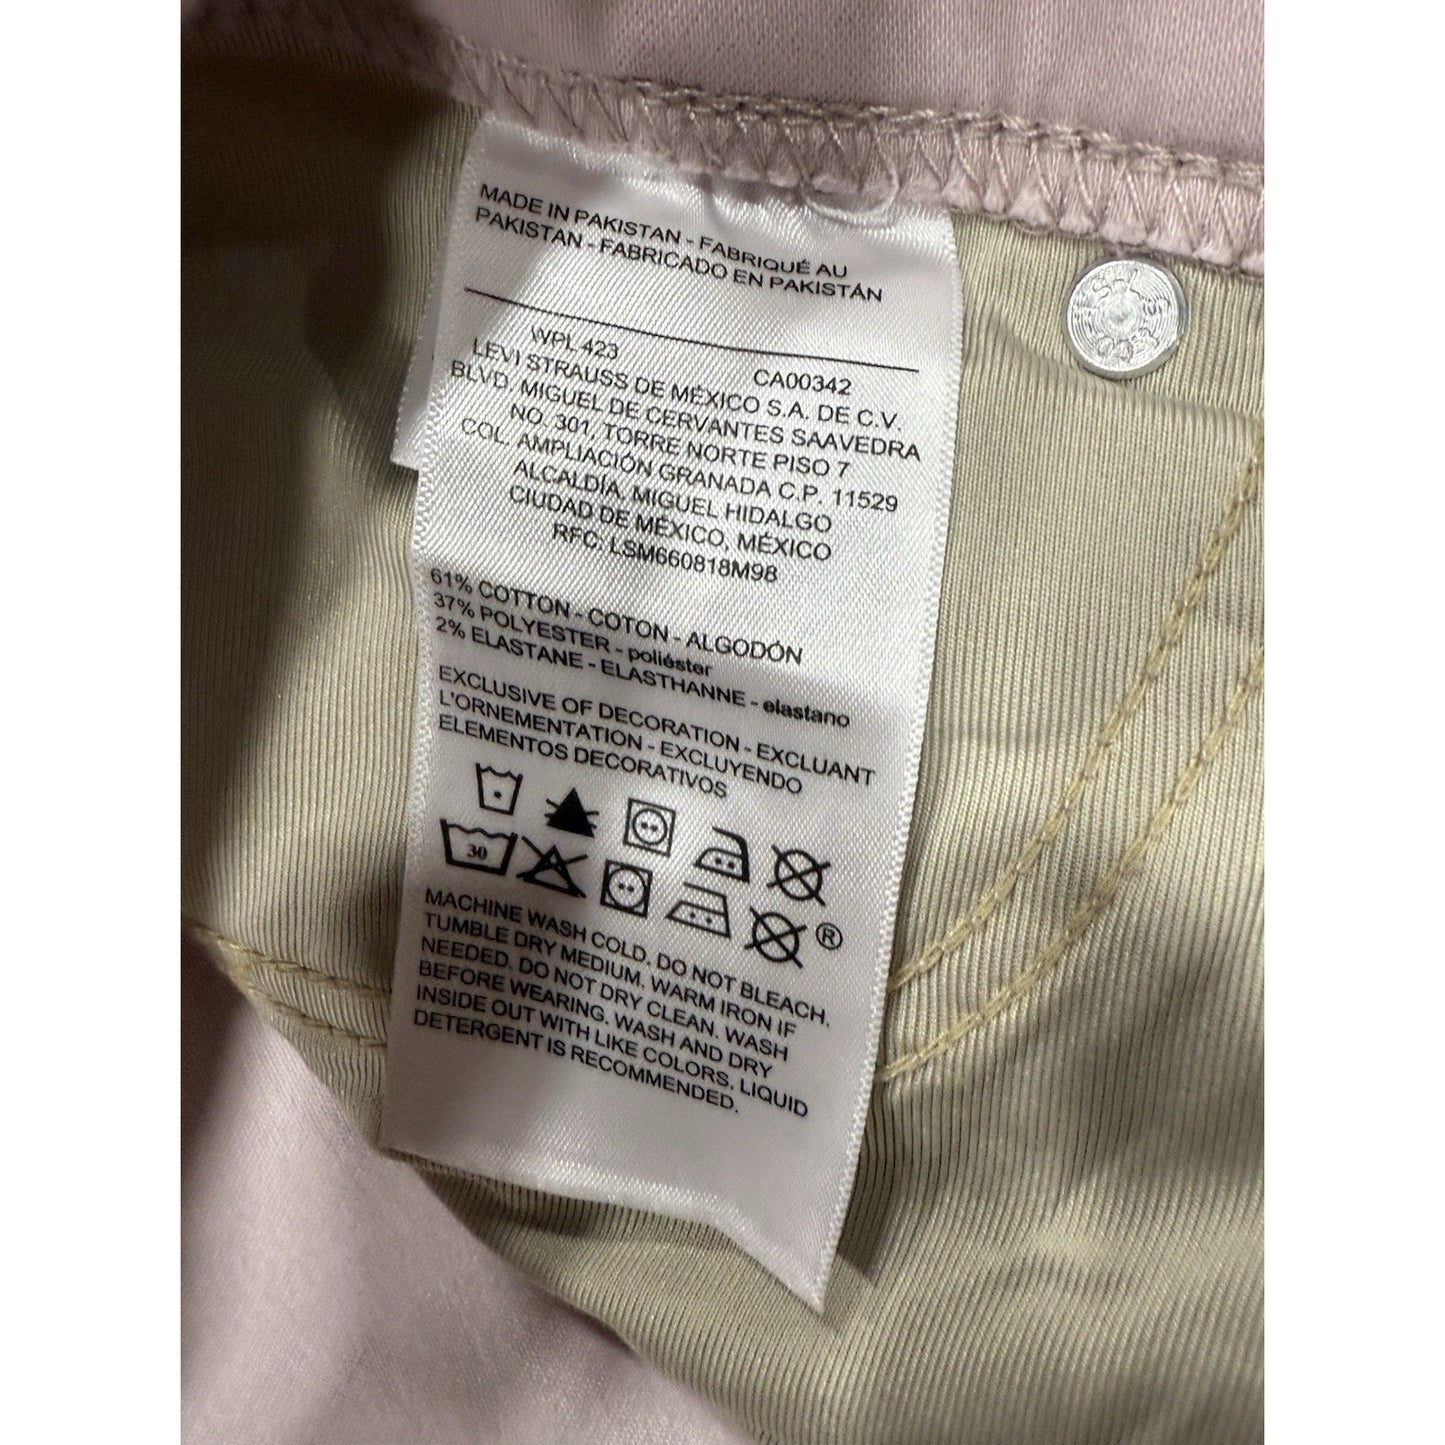 MADE IN PAKISTAN - FABRIQUÉ AU
PAKISTAN - FABRICADO EN PAKISTÁN
WPL 423
CA00342
LEVI STRAUSS DE MÉXICO S.A. DE C.V.
BLVD. MIGUEL DE CERVANTES SAAVEDRA
NO. 301, TORRE NORTE PISO 7
COL. AMPLIACIÓN GRANADA C.P. 11529
ALCALDÍA. MIGUEL HIDALGO
CIUDAD DE MÉXICO, MÉXICO
RFC: LSM660818M98
61% COTTON - COTON - ALGODÓN
37% POLYESTER - poliéster
2% ELASTANE - ELASTHANNE - elastano
EXCLUSIVE OF DECORATION - EXCLUANT
L'ORNEMENTATION - EXCLUYENDO
ELEMENTOS DECORATIVOS
30
®
MACHINE WASH COLD. DO NOT BLEACH.
TUMBLE DRY MEDIUM. WARM IRON IF
NEEDED. DO NOT DRY CLEAN. WASH
BEFORE WEARING. WASH AND DRY
INSIDE OUT WITH LIKE COLORS. LIQUID
DETERGENT IS RECOMMENDED.